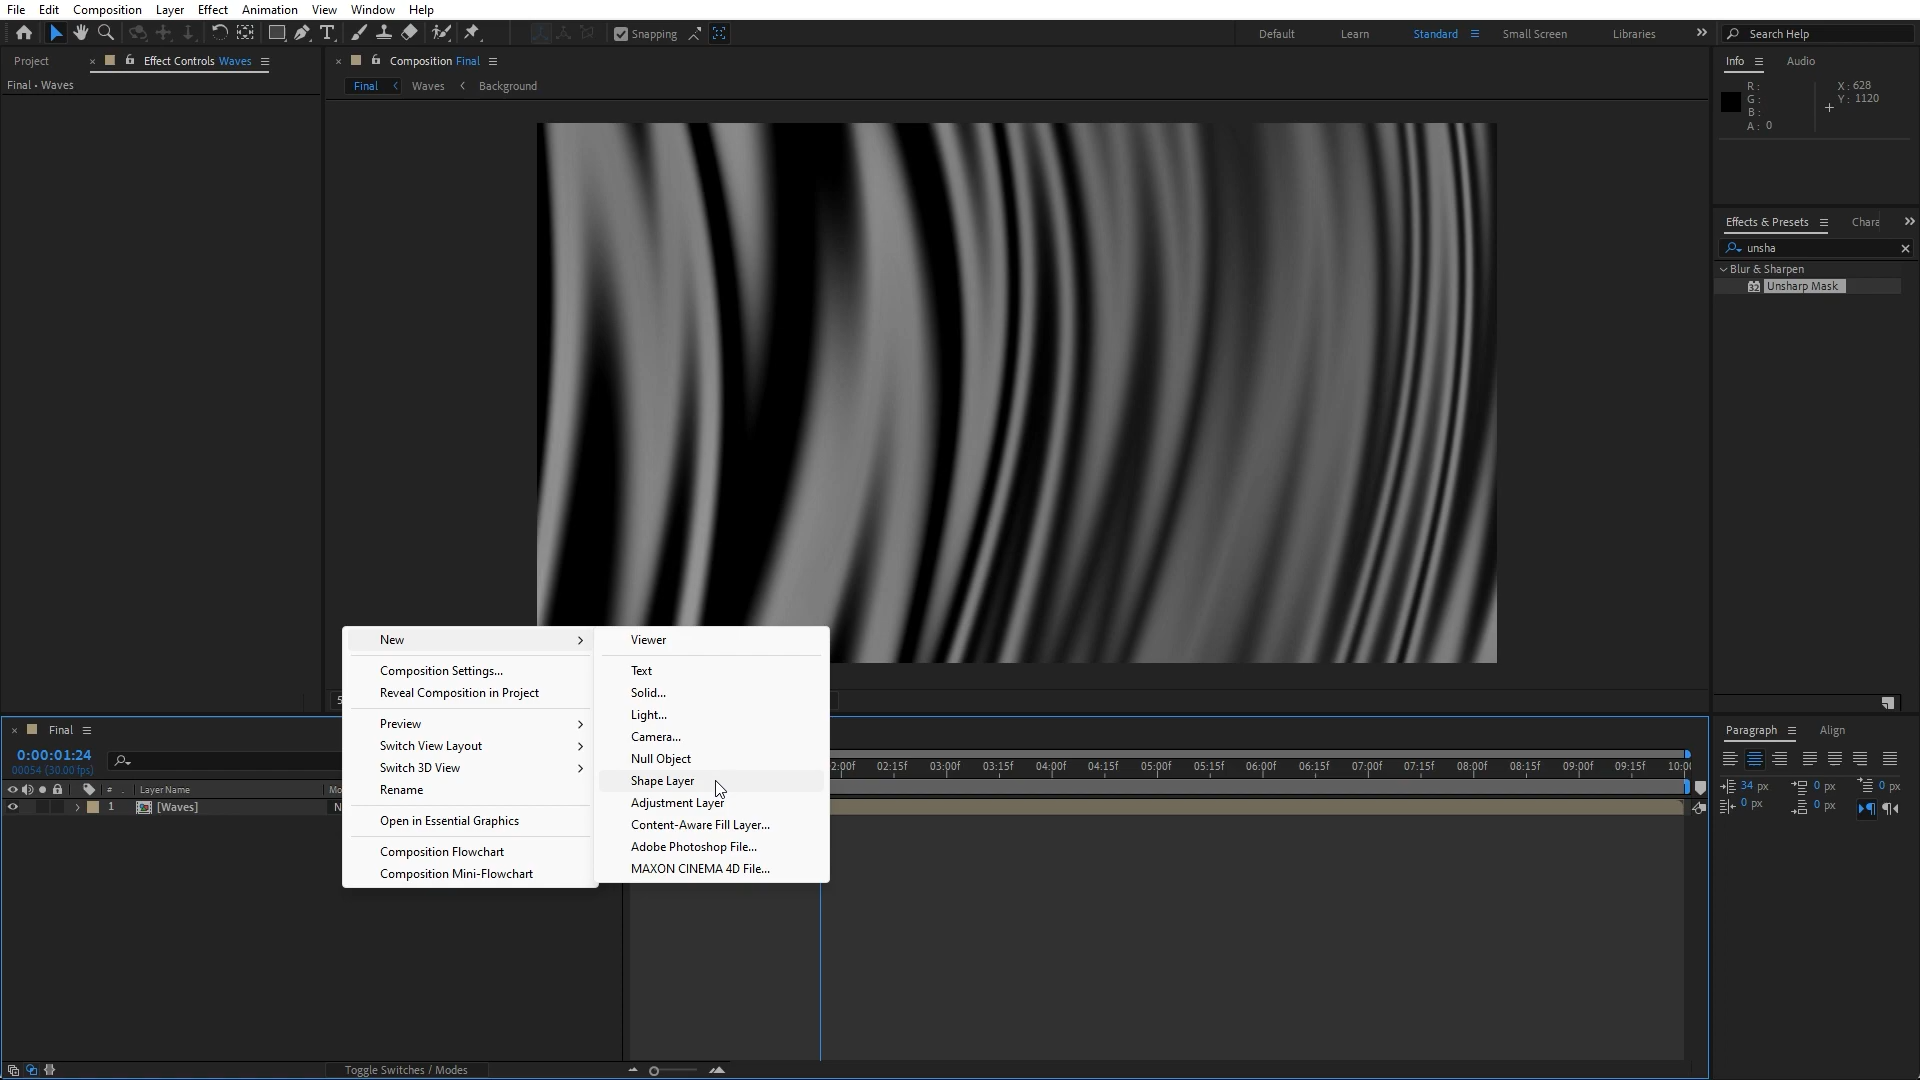 File Edit Composition Layer Effect Animation View Window Help
Snapping Default Learn Standard Small Screen Libraries Search Help
Project Effect Controls Waves Composition Final Info Audio
Final • Waves
Final Waves Background
R: X: 628
G: Y: 1120
B:
A: 0
Effects & Presets Chara
unsha
Blur & Sharpen
Unsharp Mask
New
Composition Settings...
Reveal Composition in Project
Preview
Switch View Layout
Switch 3D View
Rename
Open in Essential Graphics
Composition Flowchart
Composition Mini-Flowchart
Viewer
Text
Solid...
Light...
Camera...
Null Object
Shape Layer
Adjustment Layer
Content-Aware Fill Layer...
Adobe Photoshop File...
MAXON CINEMA 4D File...
Final
0:00:01:24
00054 (30.00 fps)
# Layer Name Mo
1 [Waves] N
2:00f 02:15f 03:00f 03:15f 04:00f 04:15f 05:00f 05:15f 06:00f 06:15f 07:00f 07:15f 08:00f 08:15f 09:00f 09:15f 10:00
Paragraph Align
34 px 0 px 0 px
0 px 0 px
Toggle Switches / Modes